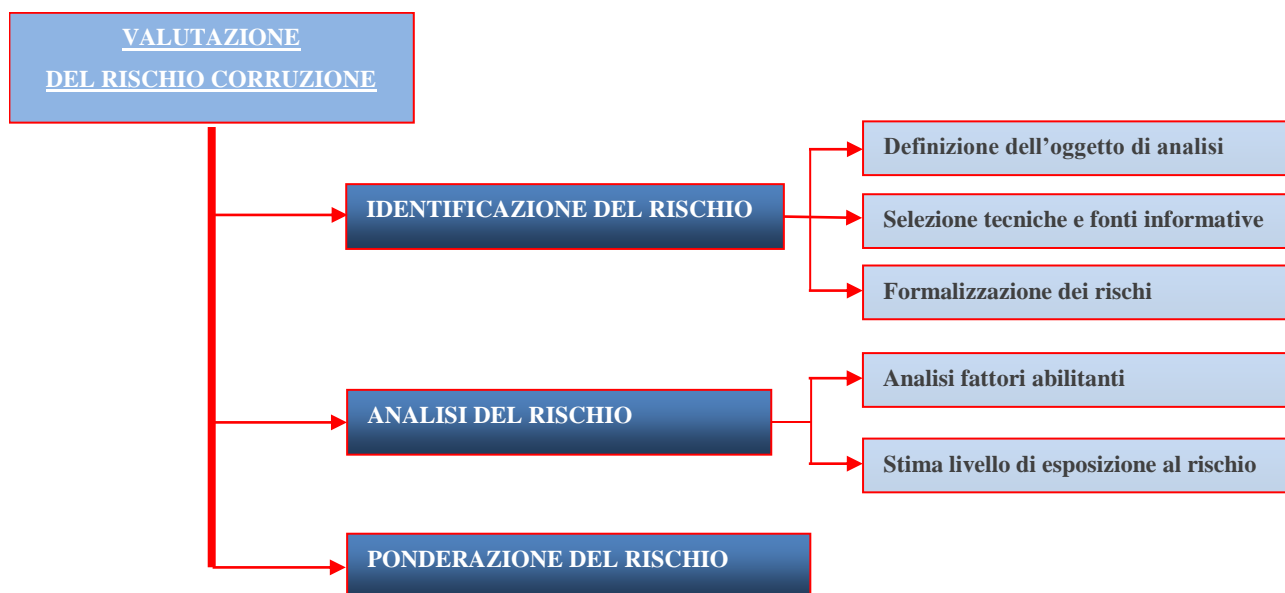 VALUTAZIONE
DEL RISCHIO CORRUZIONE
IDENTIFICAZIONE DEL RISCHIO
Definizione dell’oggetto di analisi
Selezione tecniche e fonti informative
Formalizzazione dei rischi
ANALISI DEL RISCHIO
Analisi fattori abilitanti
Stima livello di esposizione al rischio
PONDERAZIONE DEL RISCHIO